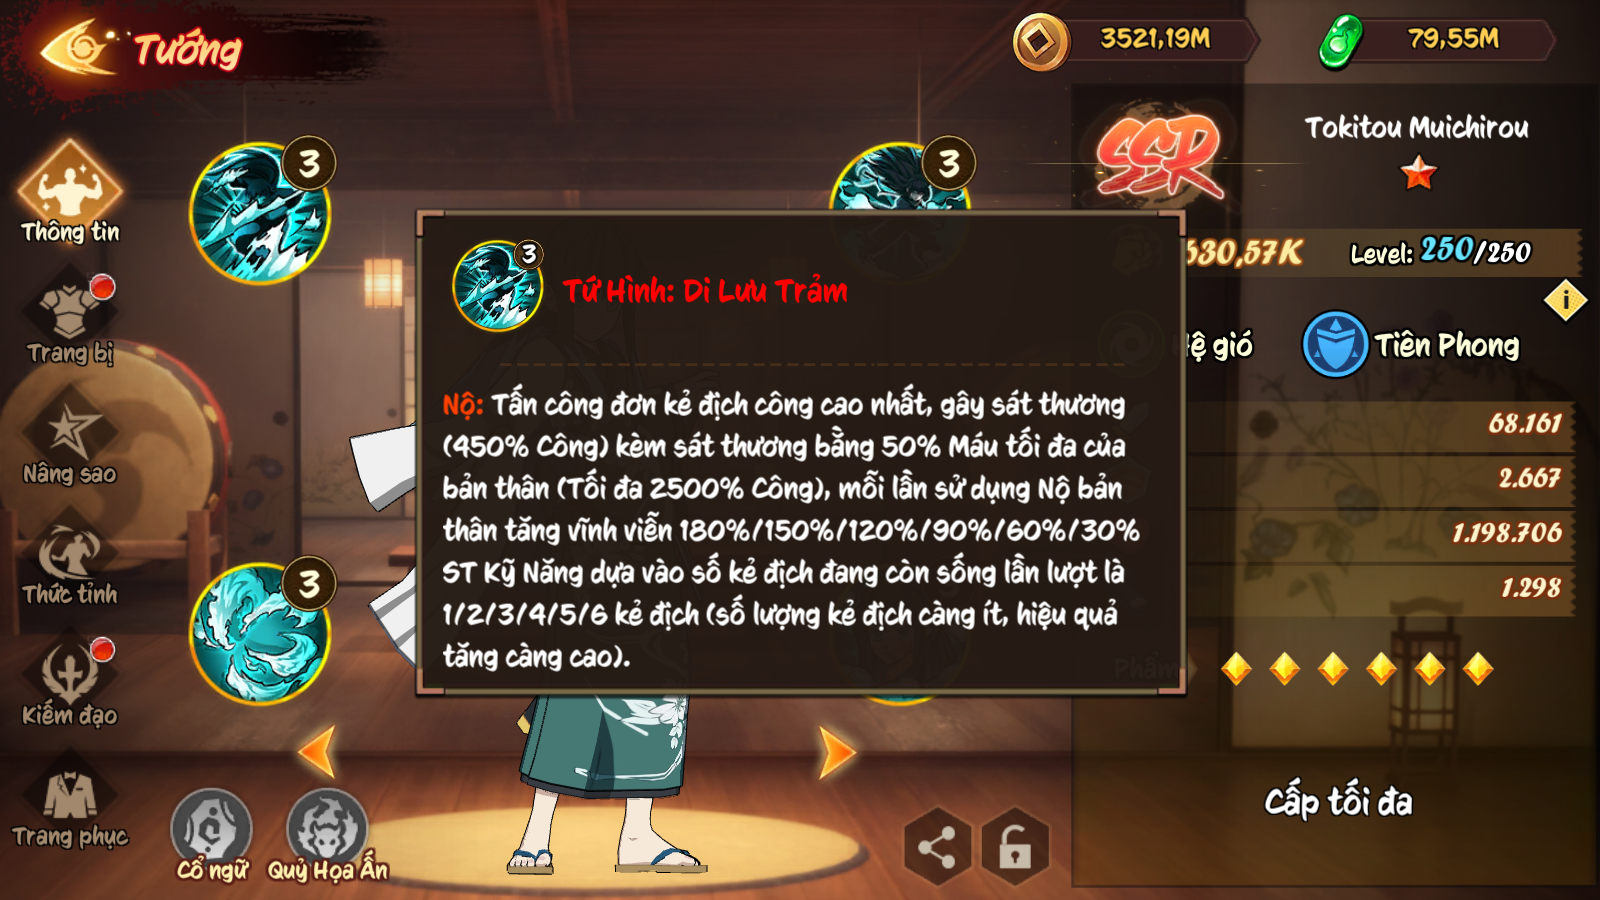 Tướng
3521,19M
79,55M
SSR
Tokitou Muichirou
630,57K
Level: 250/250
Thông tin
3
3
3
Tứ Hình: Di Lưu Trảm
ệ gió
Tiên Phong
Trang bị
Nộ: Tấn công đơn kẻ địch công cao nhất, gây sát thương
(450% Công) kèm sát thương bằng 50% Máu tối đa của
bản thân (Tối đa 2500% Công), mỗi lần sử dụng Nộ bản
thân tăng vĩnh viễn 180%/150%/120%/90%/60%/30%
ST Kỹ Năng dựa vào số kẻ địch đang còn sống lần lượt là
1/2/3/4/5/6 kẻ địch (số lượng kẻ địch càng ít, hiệu quả
tăng càng cao).
68.161
2.667
1.198.706
1.298
Nâng sao
Thức tỉnh
3
Phẩm
Kiếm đạo
Trang phục
Cổ ngữ
Quỷ Họa Ấn
Cấp tối đa